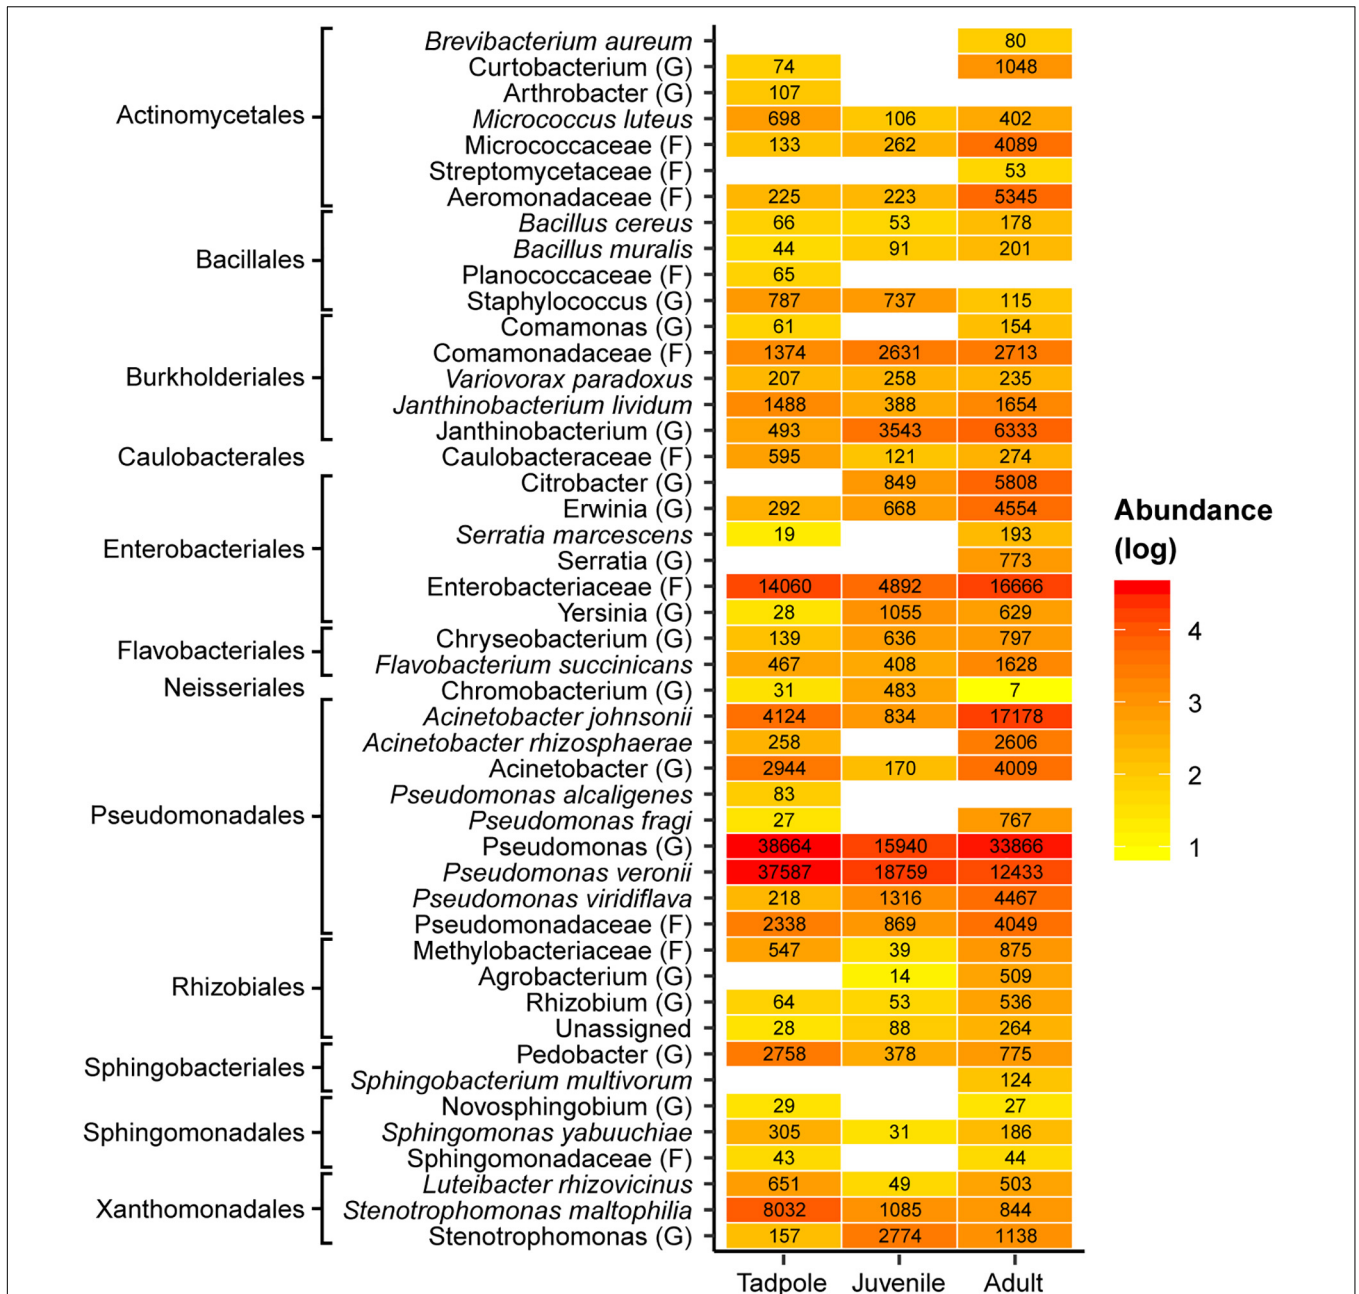 Brevibacterium aureum 80
Curtobacterium (G) 74 1048
Arthrobacter (G) 107
Actinomycetales
Micrococcus luteus 698 106 402
Micrococcaceae (F) 133 262 4089
Streptomycetaceae (F) 53
Aeromonadaceae (F) 225 223 5345
Bacillus cereus 66 53 178
Bacillus muralis 44 91 201
Bacillales
Planococcaceae (F) 65
Staphylococcus (G) 787 737 115
Comamonas (G) 61 154
Comamonadaceae (F) 1374 2631 2713
Burkholderiales
Variovorax paradoxus 207 258 235
Janthinobacterium lividum 1488 388 1654
Janthinobacterium (G) 493 3543 6333
Caulobacterales
Caulobacteraceae (F) 595 121 274
Citrobacter (G) 849 5808
Erwinia (G) 292 668 4554
Serratia marcescens 19 193
Enterobacteriales
Serratia (G) 773
Enterobacteriaceae (F) 14060 4892 16666
Yersinia (G) 28 1055 629
Chryseobacterium (G) 139 636 797
Flavobacteriales
Flavobacterium succinicans 467 408 1628
Neisseriales
Chromobacterium (G) 31 483 7
Acinetobacter johnsonii 4124 834 17178
Acinetobacter rhizosphaerae 258 2606
Acinetobacter (G) 2944 170 4009
Pseudomonas alcaligenes 83
Pseudomonadales
Pseudomonas fragi 27 767
Pseudomonas (G) 38664 15940 33866
Pseudomonas veronii 37587 18759 12433
Pseudomonas viridiflava 218 1316 4467
Pseudomonadaceae (F) 2338 869 4049
Methylobacteriaceae (F) 547 39 875
Agrobacterium (G) 14 509
Rhizobiales
Rhizobium (G) 64 53 536
Unassigned 28 88 264
Pedobacter (G) 2758 378 775
Sphingobacteriales
Sphingobacterium multivorum 124
Novosphingobium (G) 29 27
Sphingomonadales
Sphingomonas yabuuchiae 305 31 186
Sphingomonadaceae (F) 43 44
Luteibacter rhizovicinus 651 49 503
Xanthomonadales
Stenotrophomonas maltophilia 8032 1085 844
Stenotrophomonas (G) 157 2774 1138
Tadpole Juvenile Adult
Abundance
(log)
4
3
2
1